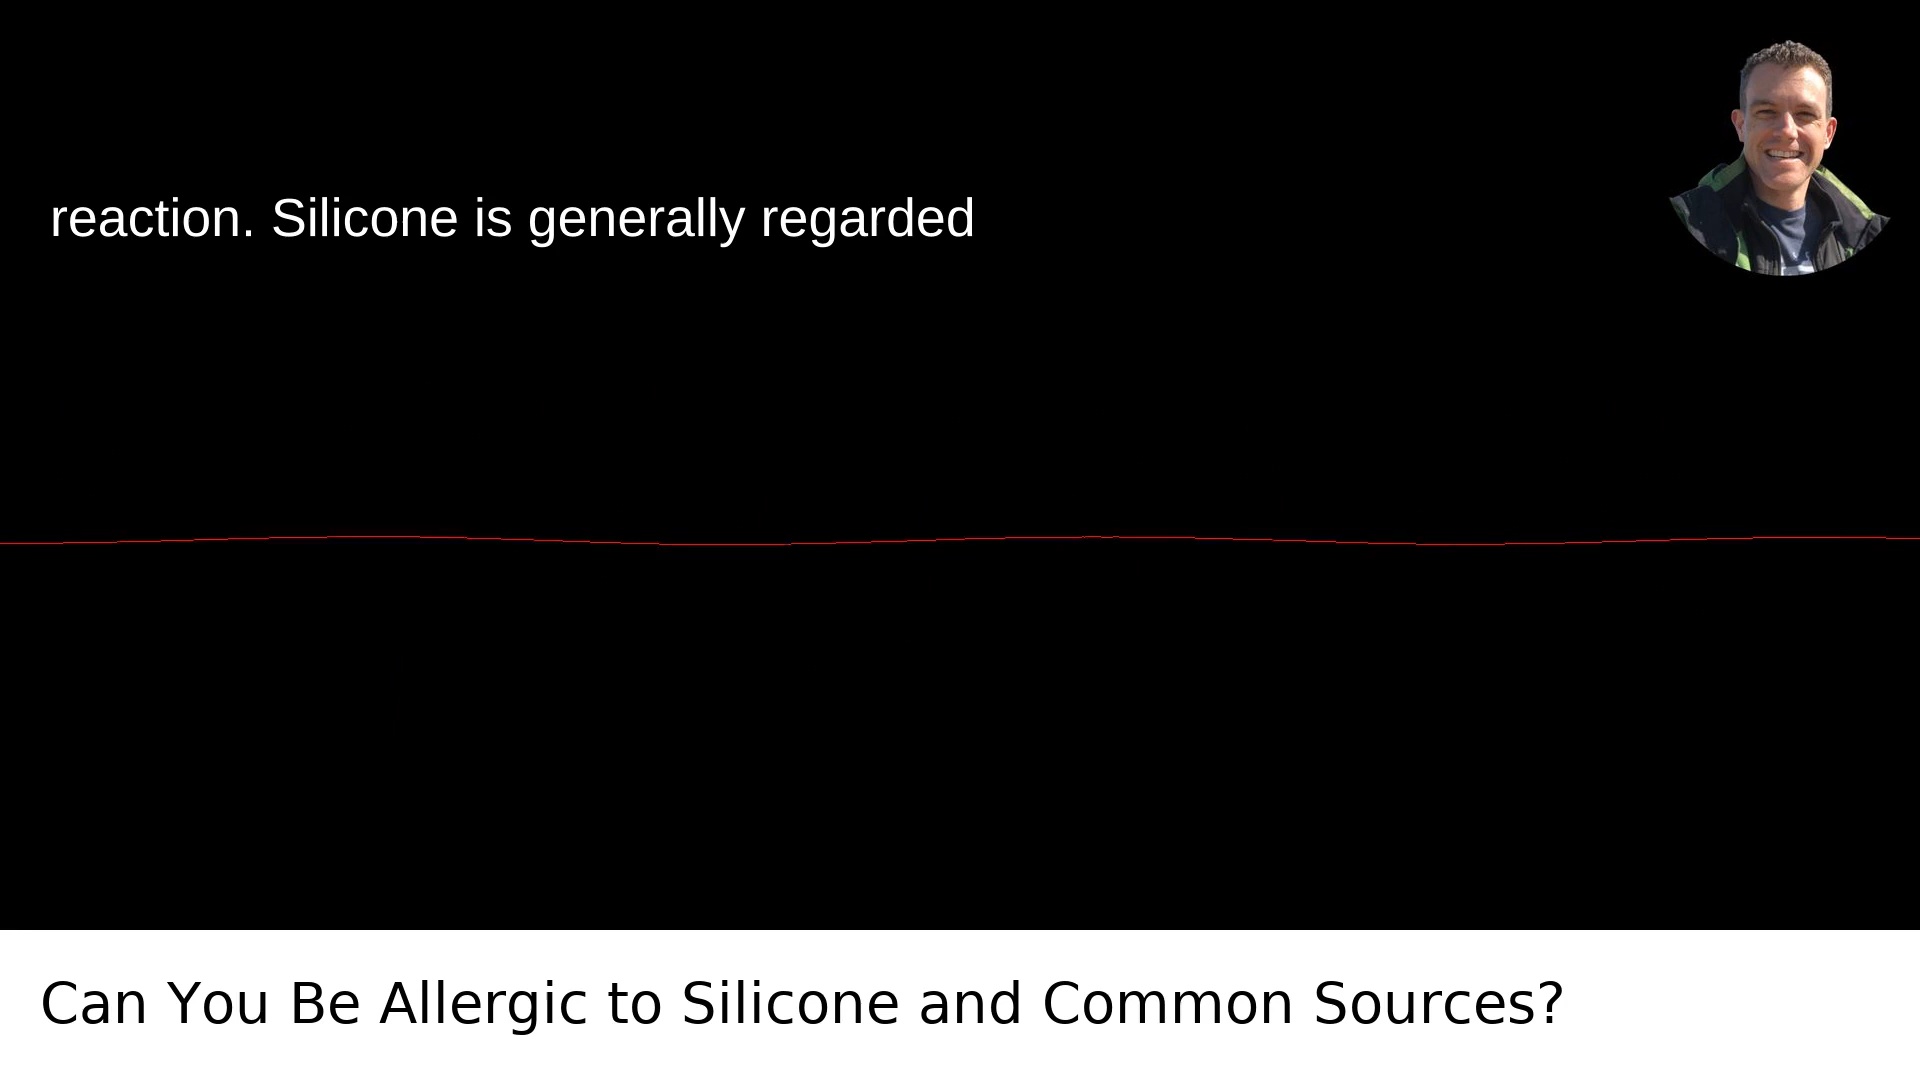 reaction. Silicone is generally regarded
Can You Be Allergic to Silicone and Common Sources?